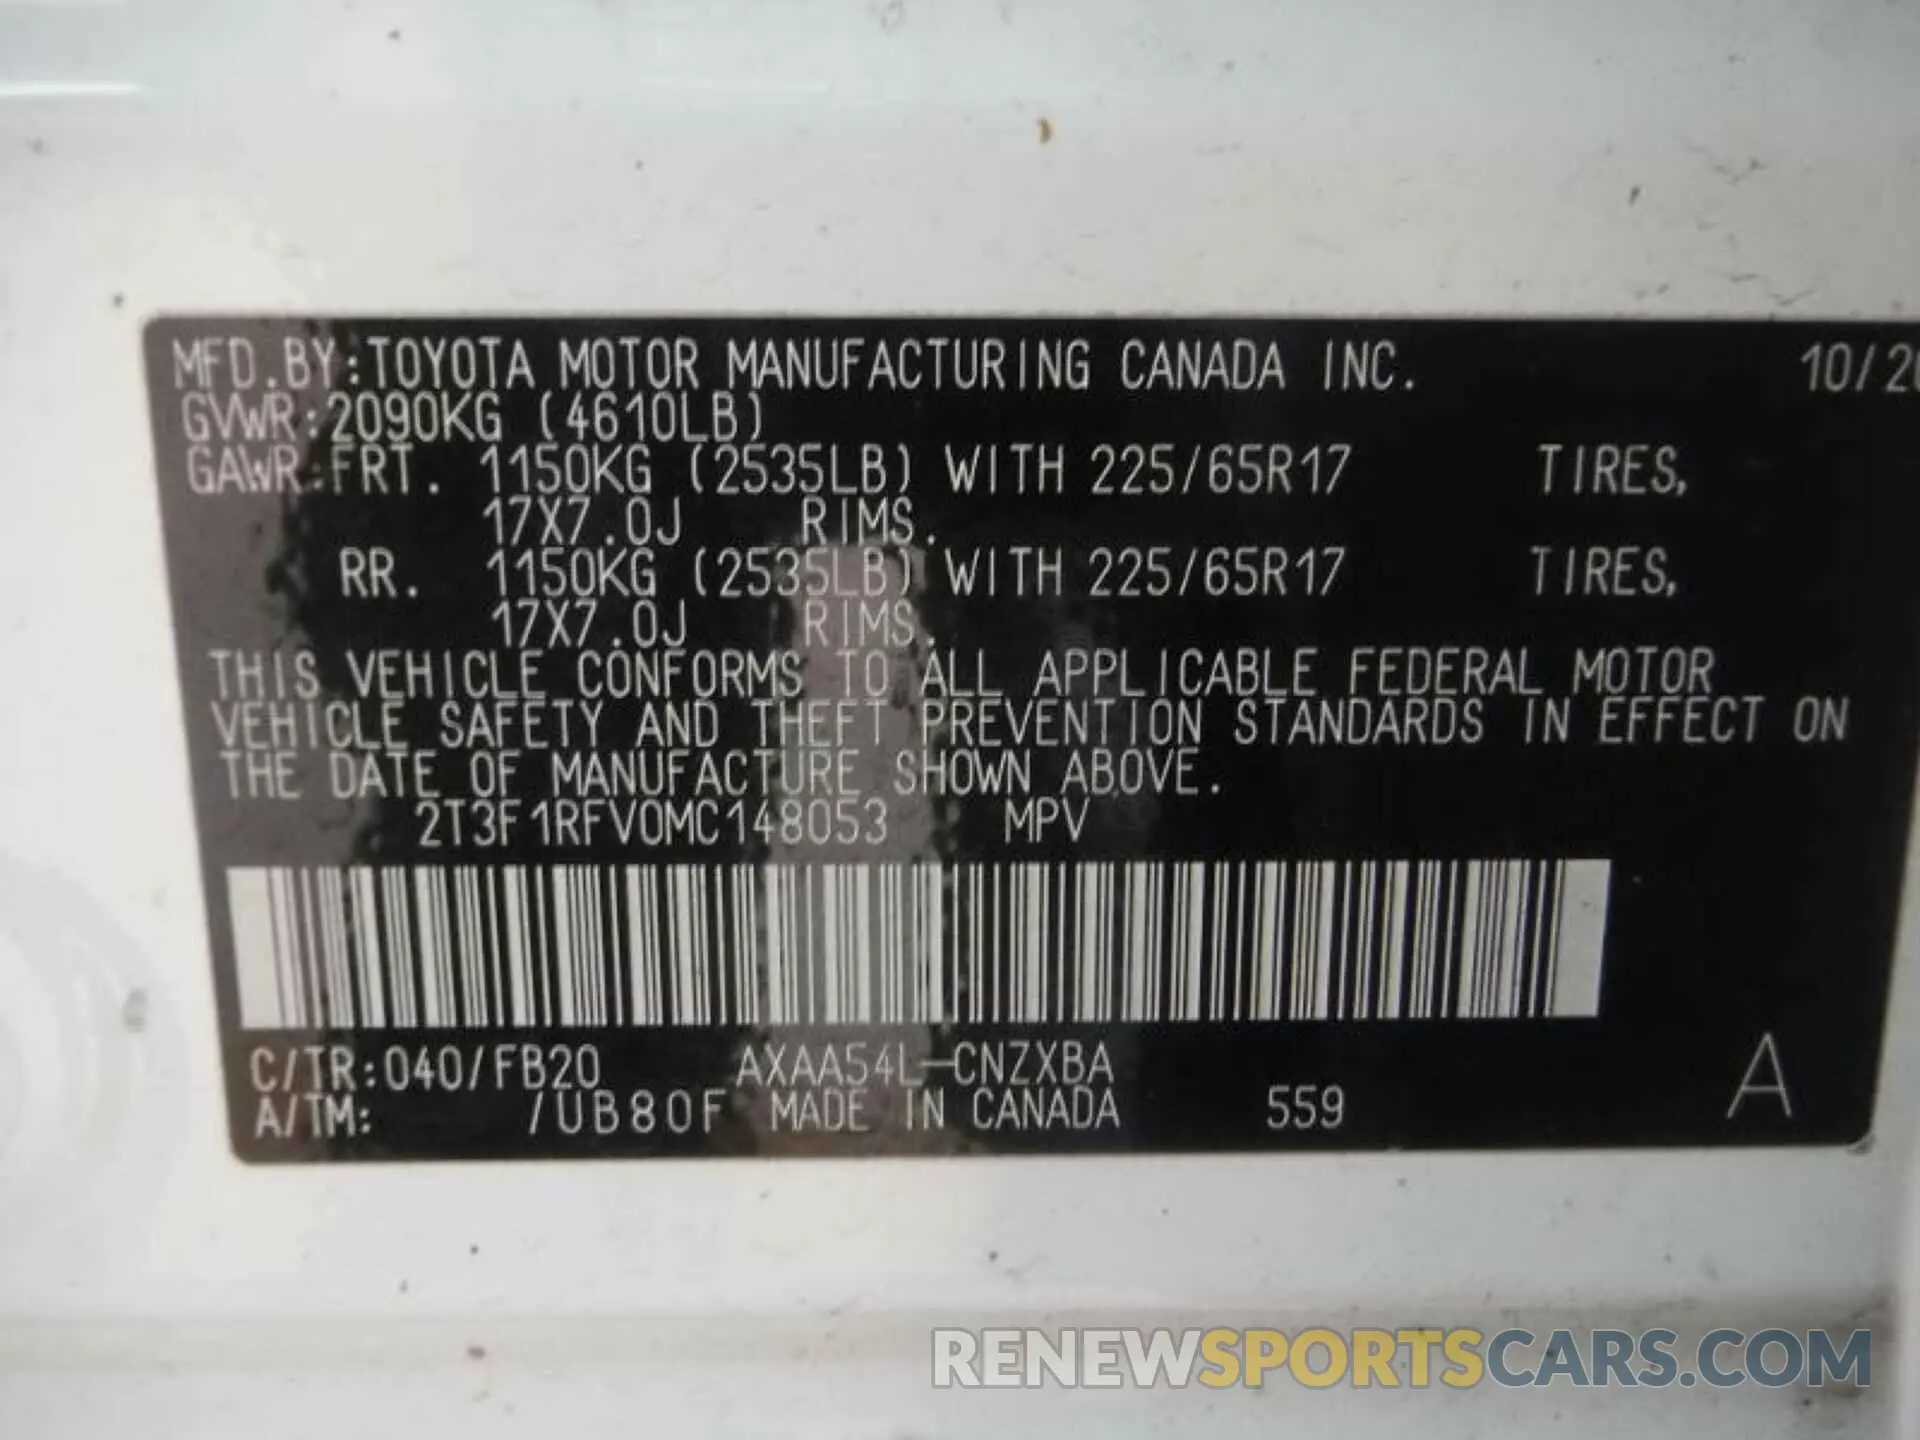 MFD.BY:TOYOTA MOTOR MANUFACTURING CANADA INC. 10/20
GVWR:2090KG (4610LB)
GAWR:FRT. 1150KG (2535LB) WITH 225/65R17 TIRES,
17X7.0J RIMS.
RR. 1150KG (2535LB) WITH 225/65R17 TIRES,
17X7.0J RIMS.
THIS VEHICLE CONFORMS TO ALL APPLICABLE FEDERAL MOTOR
VEHICLE SAFETY AND THEFT PREVENTION STANDARDS IN EFFECT ON
THE DATE OF MANUFACTURE SHOWN ABOVE.
2T3F1RFV0MC148053 MPV
C/TR:040/FB20 AXAA54L-CNZXBA
A/TM: /UB80F MADE IN CANADA 559 A
RENEWSPORTSCARS.COM